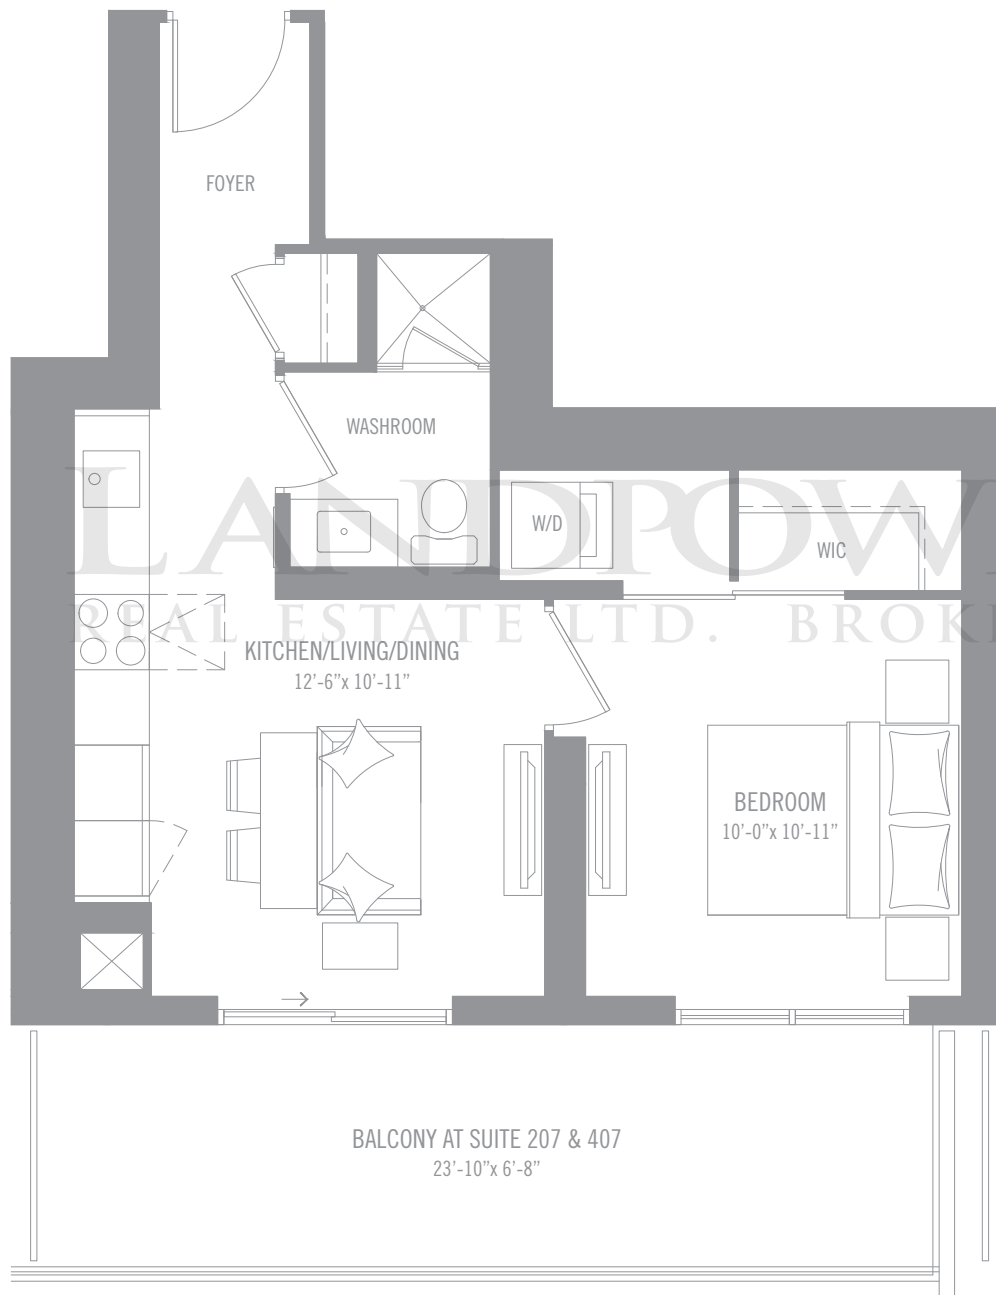 FOYER
WASHROOM
W/D
WIC
LANDPOW
REAL ESTATE LTD. BROK
KITCHEN/LIVING/DINING
12’-6”x 10’-11”
BEDROOM
10’-0”x 10’-11”
BALCONY AT SUITE 207 & 407
23’-10”x 6’-8”